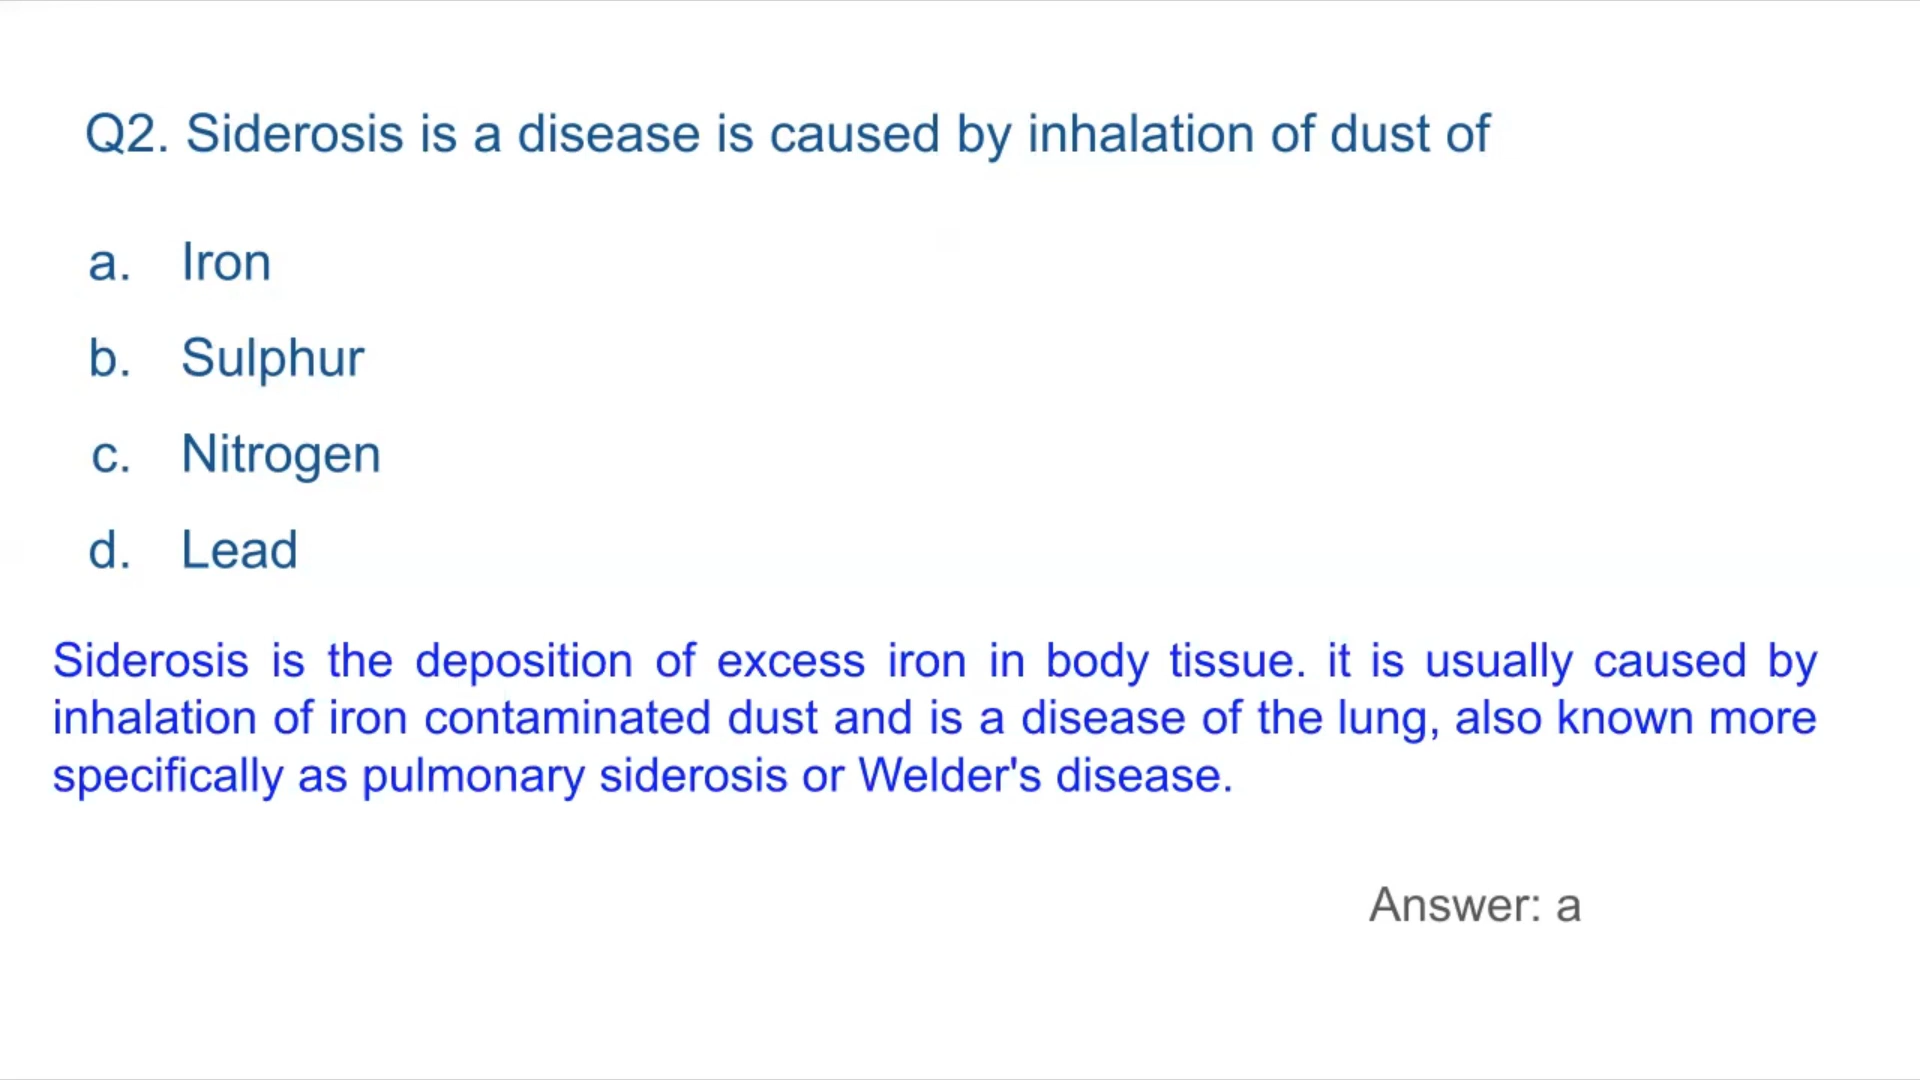 Q2. Siderosis is a disease is caused by inhalation of dust of
a. Iron
b. Sulphur
c. Nitrogen
d. Lead
Siderosis is the deposition of excess iron in body tissue. it is usually caused by
inhalation of iron contaminated dust and is a disease of the lung, also known more
specifically as pulmonary siderosis or Welder's disease.
Answer: a